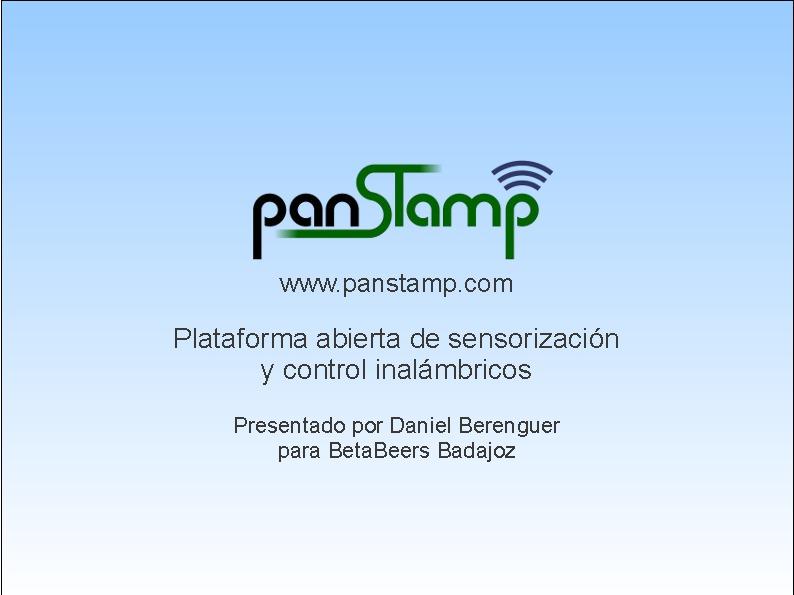 panStamp
www.panstamp.com
Plataforma abierta de sensorización
y control inalámbricos
Presentado por Daniel Berenguer
para BetaBeers Badajoz